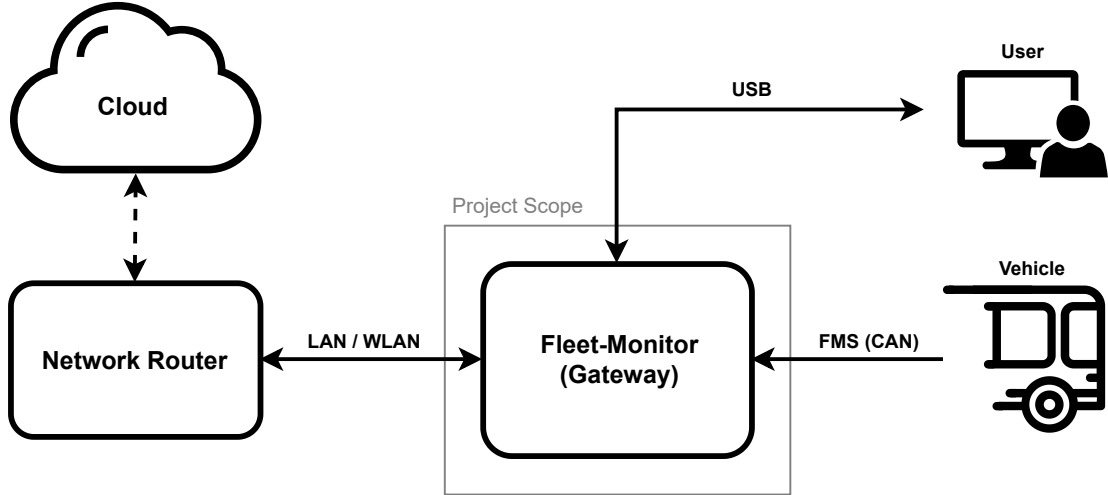 Cloud
User
USB
Project Scope
Vehicle
Network Router
LAN / WLAN
Fleet-Monitor
(Gateway)
FMS (CAN)